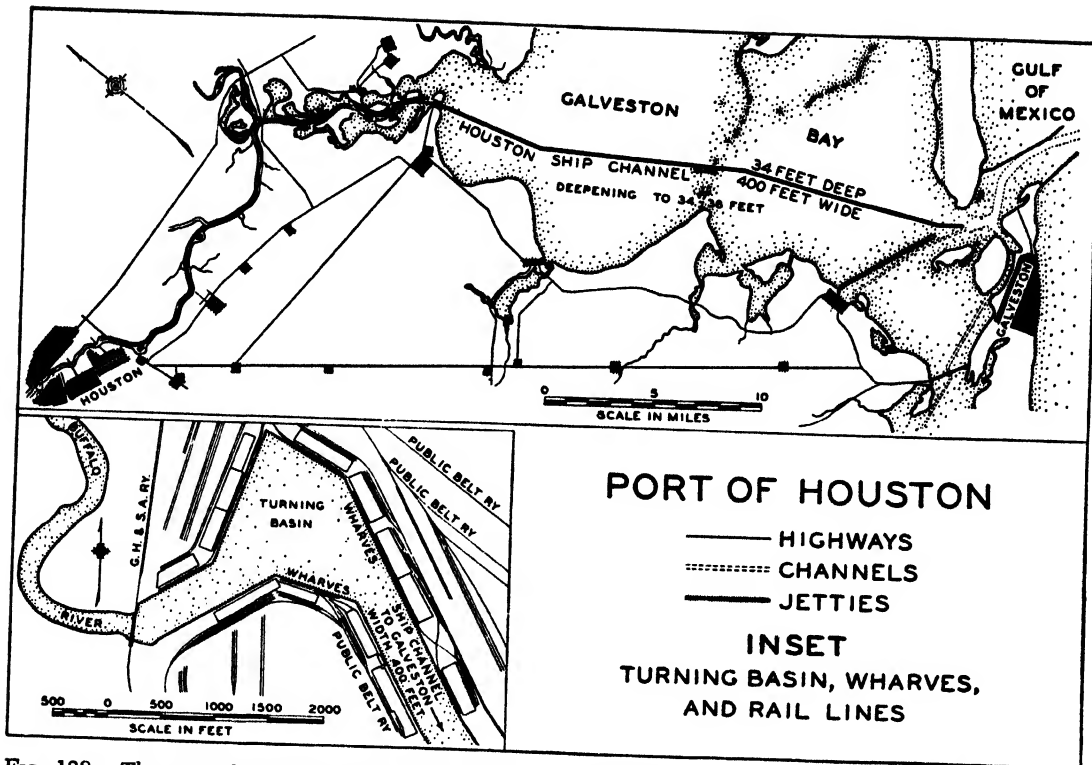 GULF
OF
MEXICO
GALVESTON
BAY
HOUSTON SHIP CHANNEL
34 FEET DEEP
400 FEET WIDE
DEEPENING TO 34-36 FEET
GALVESTON
HOUSTON
0 5 10
SCALE IN MILES
BUFFALO
RIVER
G.H. & S.A. RY.
TURNING
BASIN
WHARVES
WHARVES
PUBLIC BELT RY
PUBLIC BELT RY
PUBLIC BELT RY
SHIP CHANNEL
TO GALVESTON
WIDTH 400 FEET
500 0 500 1000 1500 2000
SCALE IN FEET
PORT OF HOUSTON
HIGHWAYS
CHANNELS
JETTIES
INSET
TURNING BASIN, WHARVES,
AND RAIL LINES